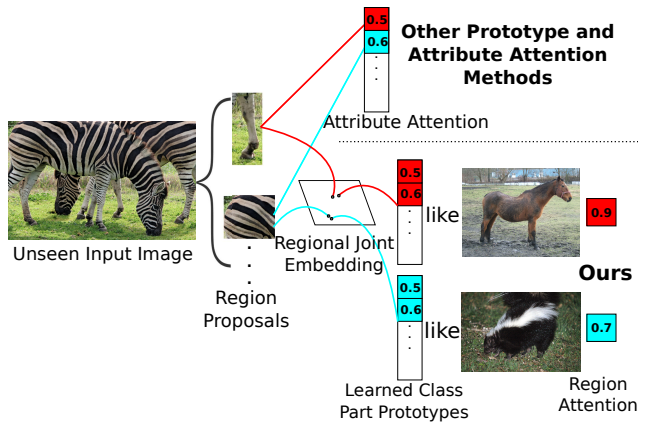 0.5
0.6
Other Prototype and
Attribute Attention
Methods
Attribute Attention
Unseen Input Image
Region
Proposals
Regional Joint
Embedding
0.5
0.6
like
0.9
Ours
0.5
0.6
like
0.7
Learned Class
Part Prototypes
Region
Attention